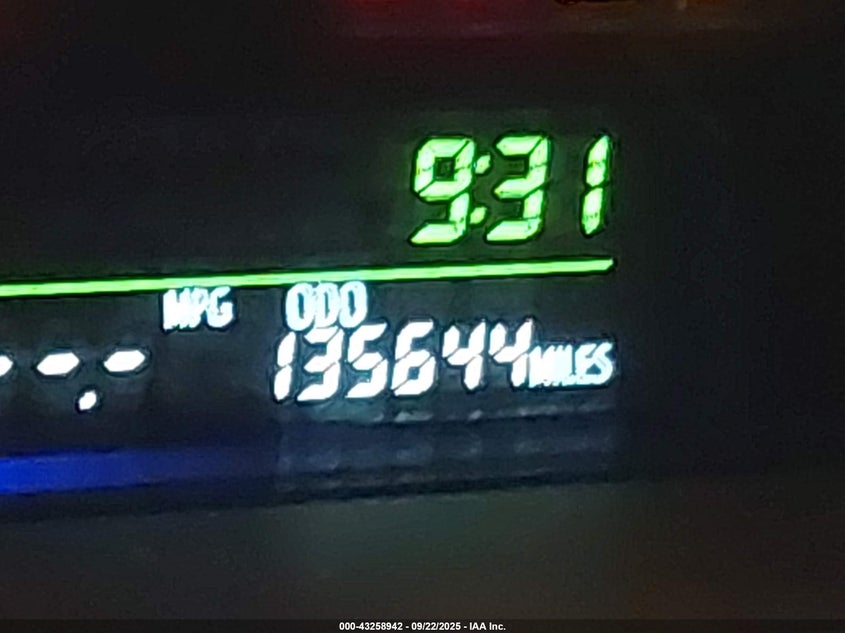 9:31
MPG ODO
--.- 135644 MILES
000-43258942 - 09/22/2025 - IAA Inc.